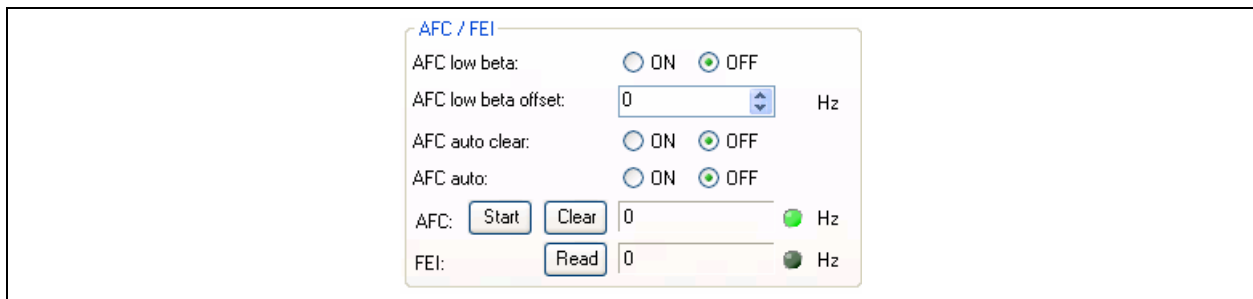 AFC / FEI
AFC low beta: ON OFF
AFC low beta offset: 0 Hz
AFC auto clear: ON OFF
AFC auto: ON OFF
AFC: Start Clear 0 Hz
FEI: Read 0 Hz